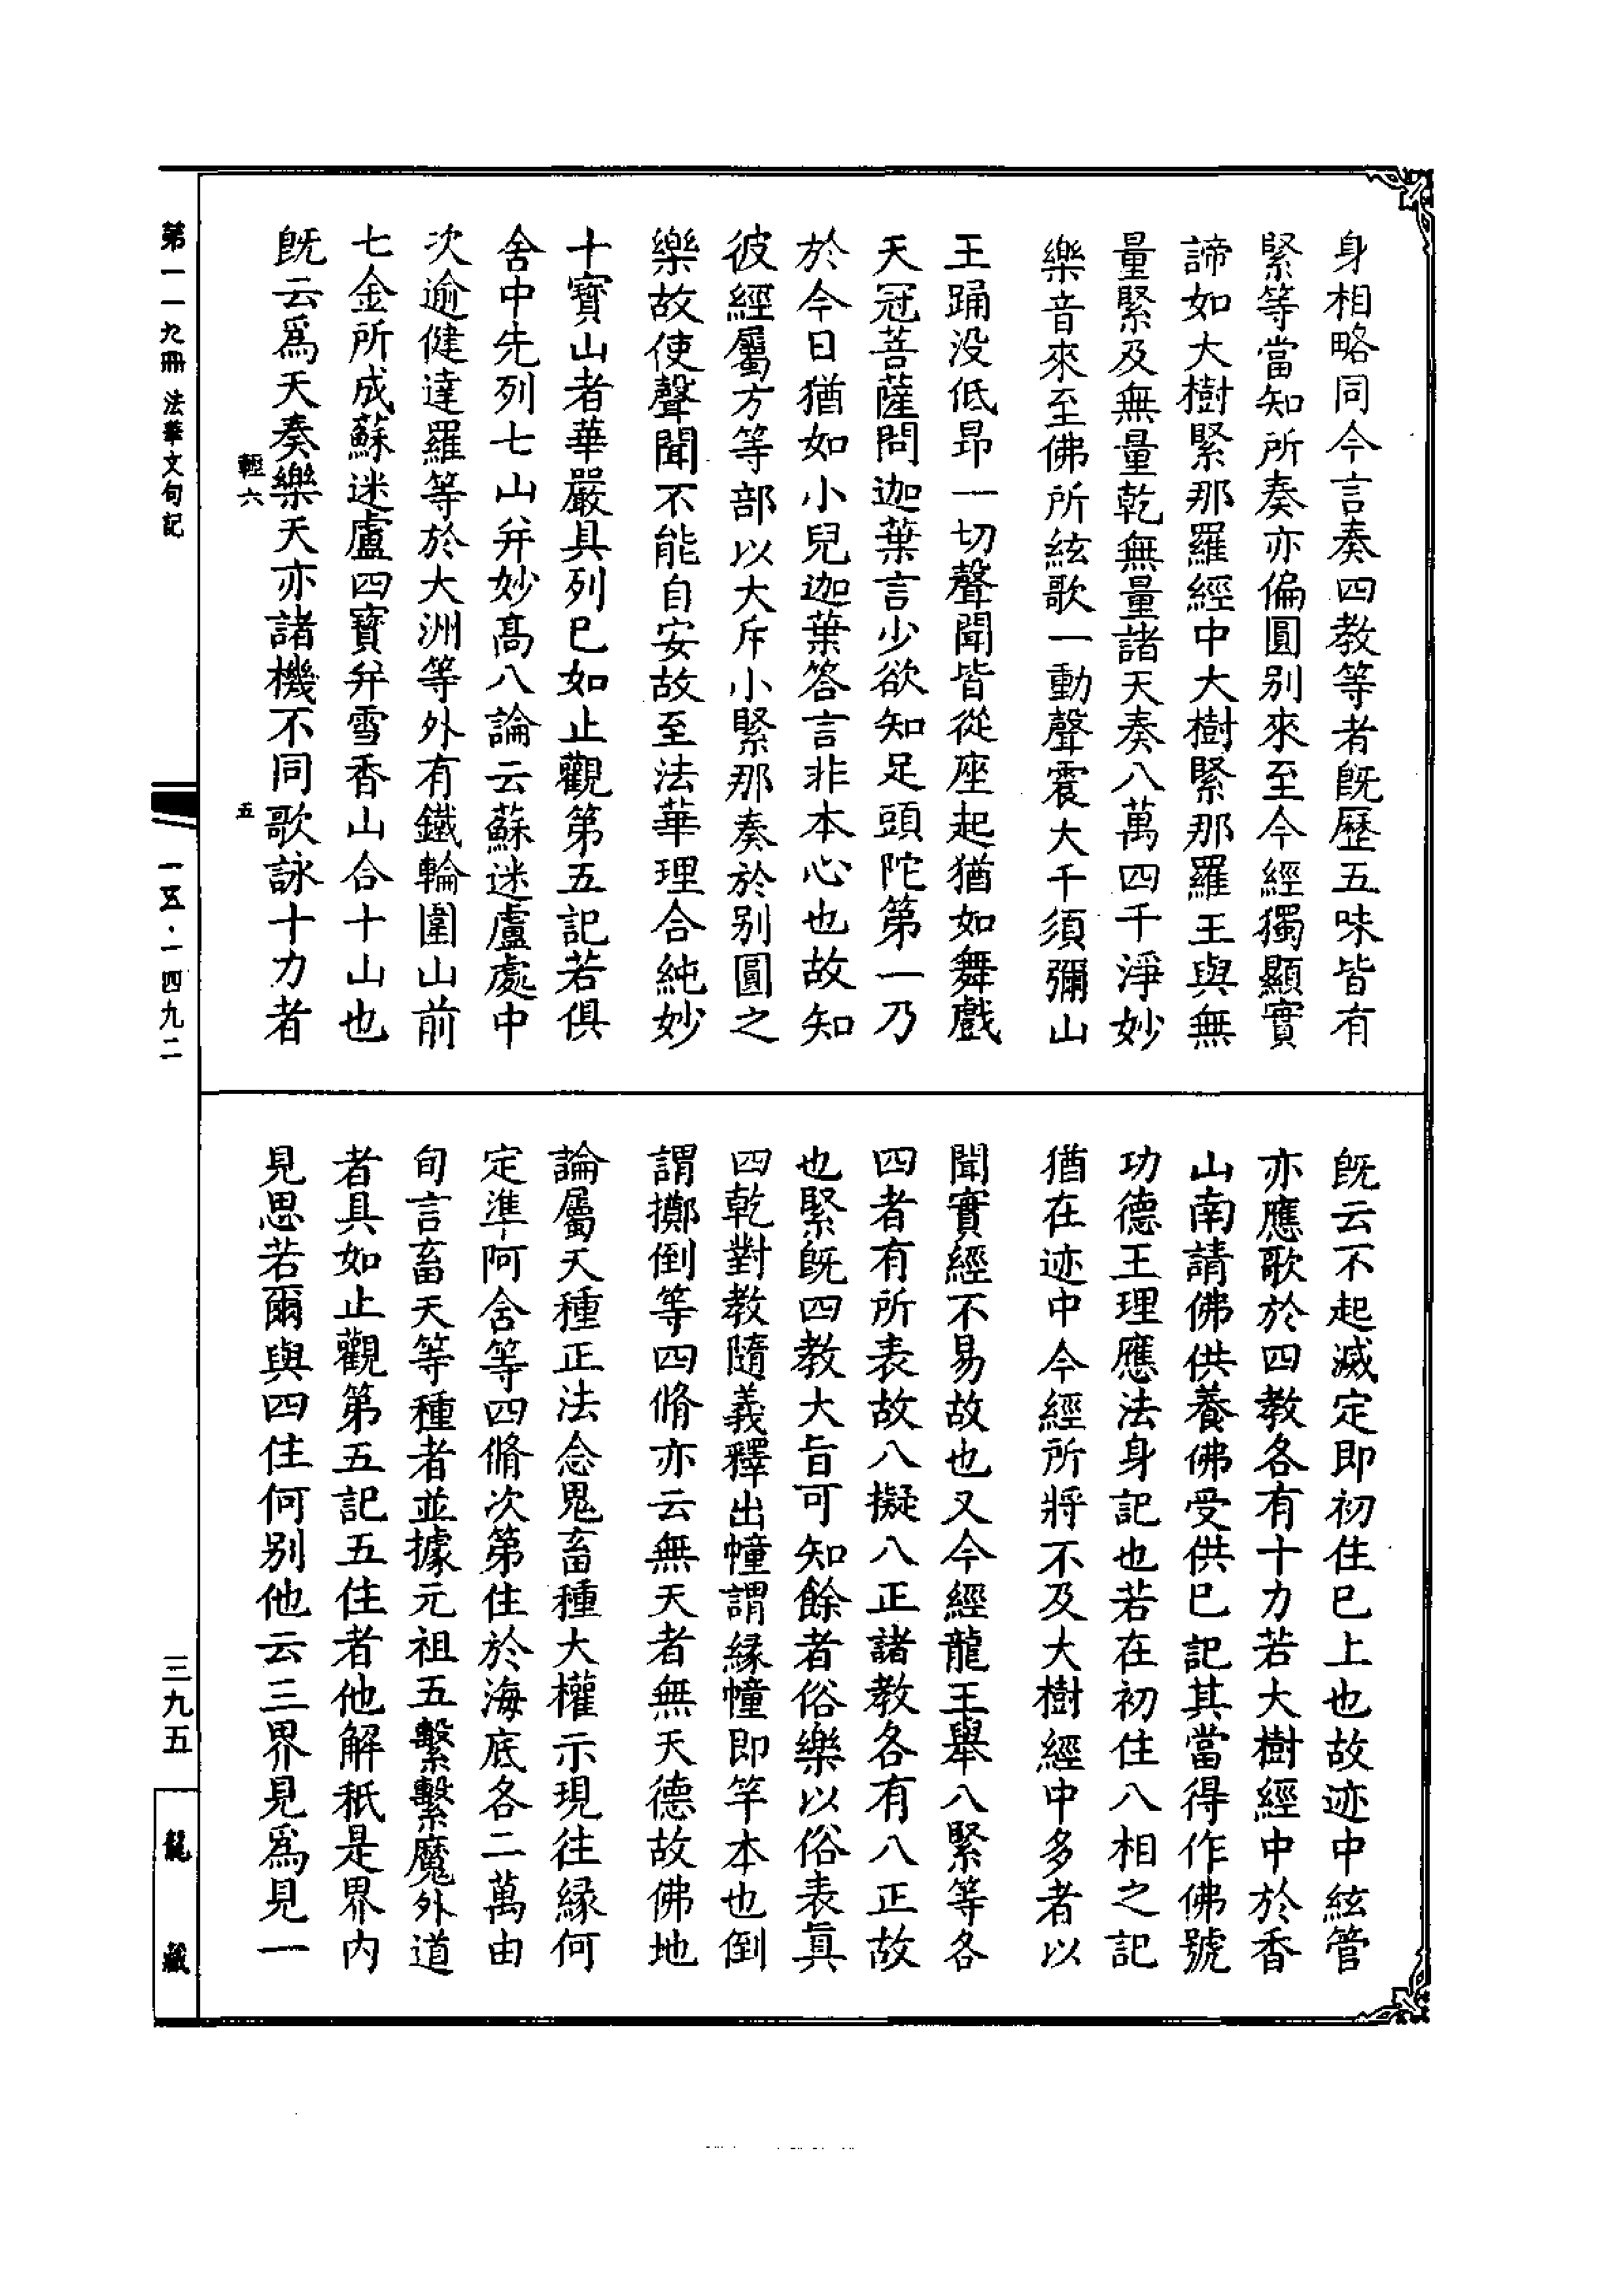 身相略同今言奏四教等者旣歷五味皆有
緊等當知所奏亦偏圓别來至今經獨顯實
諦如大樹緊那羅經中大樹緊那羅王與無
量緊及無量乾無量諸天奏八萬四千淨妙
樂音來至佛所絃歌一動聲震大千須彌山
王踊没低昂一切聲聞皆從座起猶如舞戲
天冠菩薩問迦葉言少欲知足頭陀第一乃
於今日猶如小兒迦葉答言非本心也故知
彼經屬方等部以大斥小緊那奏於别圓之
樂故使聲聞不能自安故至法華理合純妙
十寶山者華嚴具列已如止觀第五記若俱
舍中先列七山并妙高八論云蘇迷盧處中
次逾健達羅等於大洲等外有鐵輪圍山前
七金所成蘇迷盧四寶并雪香山合十山也
旣云爲天奏樂天亦諸機不同歌詠十力者
旣云不起滅定即初住已上也故迹中絃管
亦應歌於四教各有十力若大樹經中於香
山南請佛供養佛受供已記其當得作佛號
功德王理應法身記也若在初住八相之記
猶在迹中今經所將不及大樹經中多者以
聞實經不易故也又今經龍王舉八緊等各
四者有所表故八擬八正諸教各有八正故
也緊旣四教大旨可知餘者俗樂以俗表眞
四乾對教隨義釋出幢謂緣幢即竿本也倒
謂擲倒等四脩亦云無天者無天德故佛地
論屬天種正法念鬼畜種大權示現往緣何
定準阿含等四脩次第住於海底各二萬由
旬言畜天等種者並據元祖五繫繫魔外道
者具如止觀第五記五住者他解秖是界内
見思若爾與四住何别他云三界見爲見一
第一一九冊 法華文句記
輕六
五
一五·一四九二
三九五
龍藏